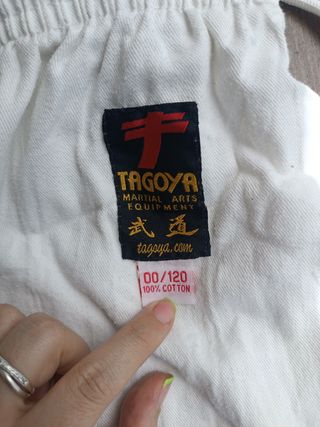 TAGOYA
MARTIAL ARTS
EQUIPMENT
武道
tagoya.com
00/120
100% COTTON